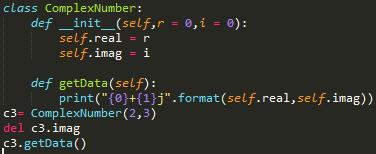 class ComplexNumber:
    def __init__(self,r = 0,i = 0):
        self.real = r
        self.imag = i
    def getData(self):
        print("{0}+{1}j".format(self.real,self.imag))
c3= ComplexNumber(2,3)
del c3.imag
c3.getData()